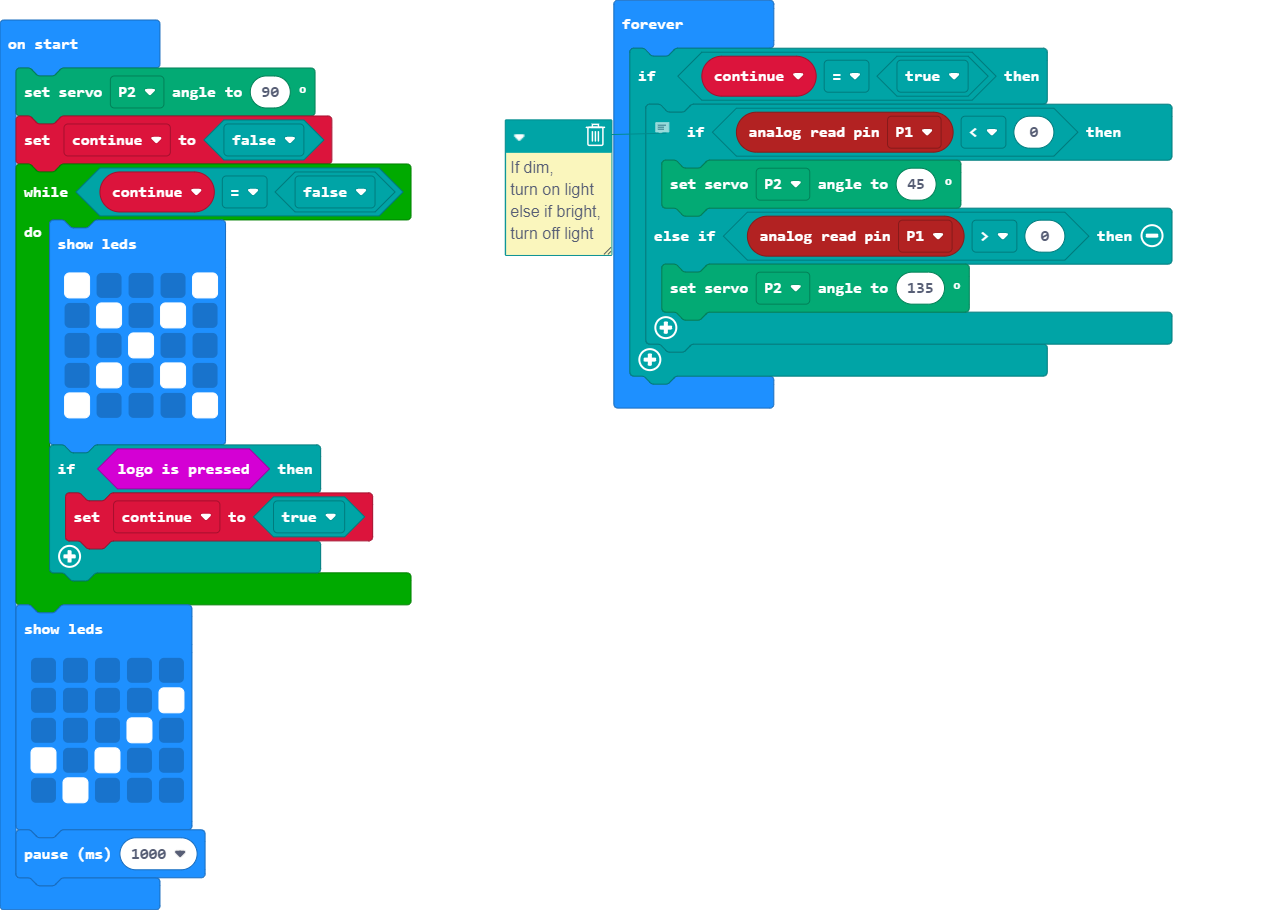 on start
set servo P2 angle to 90 °
set continue to false
while continue = false
do
show leds
if logo is pressed then
set continue to true
show leds
pause (ms) 1000
forever
if continue = true then
if analog read pin P1 < 0 then
set servo P2 angle to 45 °
else if analog read pin P1 > 0 then
set servo P2 angle to 135 °
If dim,
turn on light
else if bright,
turn off light